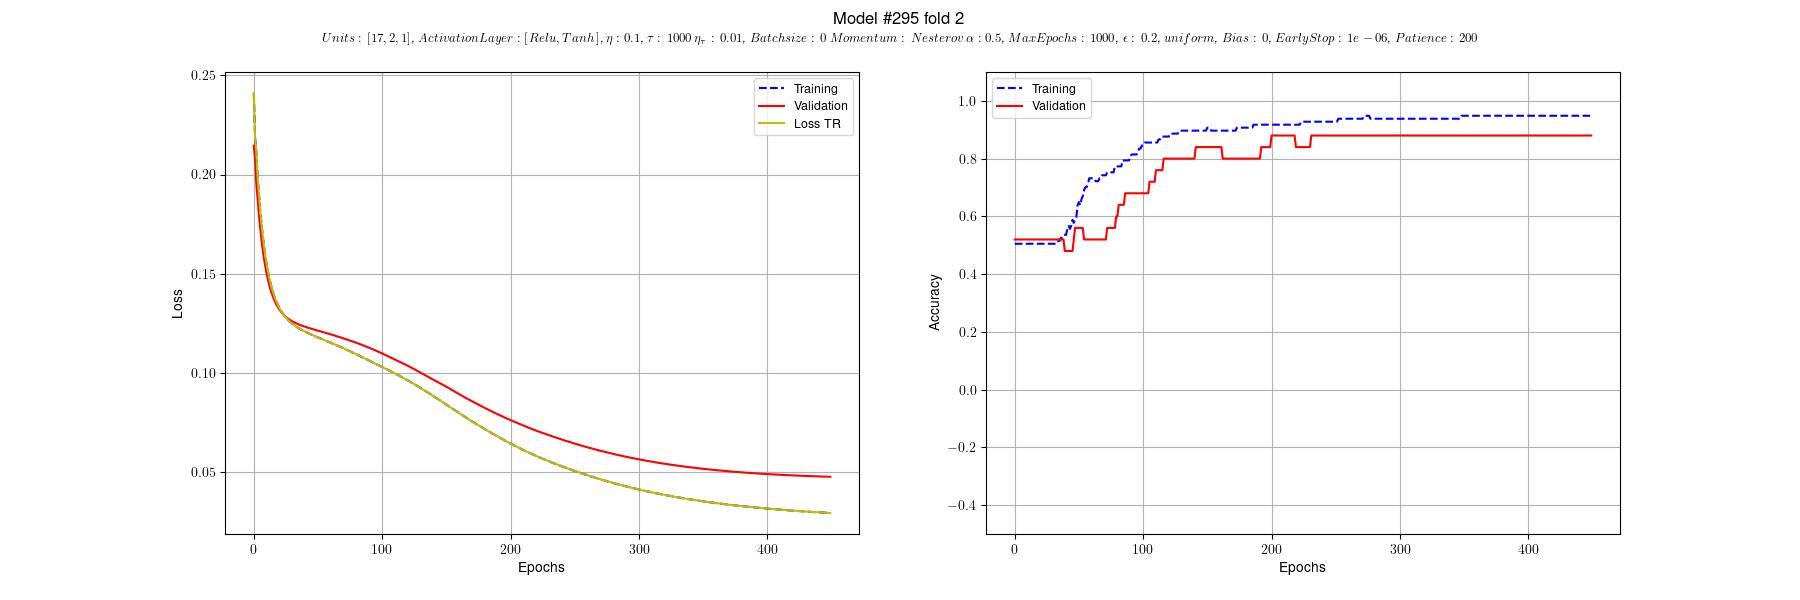 Model #295 fold 2
Units : [17, 2, 1], ActivationLayer : [Relu, Tanh], η : 0.1, τ : 1000 ητ : 0.01, Batchsize : 0 Momentum : Nesterov α : 0.5, MaxEpochs : 1000, ϵ : 0.2, uniform, Bias : 0, EarlyStop : 1e − 06, Patience : 200
0.25
0.20
0.15
0.10
0.05
Loss
0 100 200 300 400
Epochs
Training
Validation
Loss TR
1.0
0.8
0.6
0.4
0.2
0.0
−0.2
−0.4
Accuracy
0 100 200 300 400
Epochs
Training
Validation